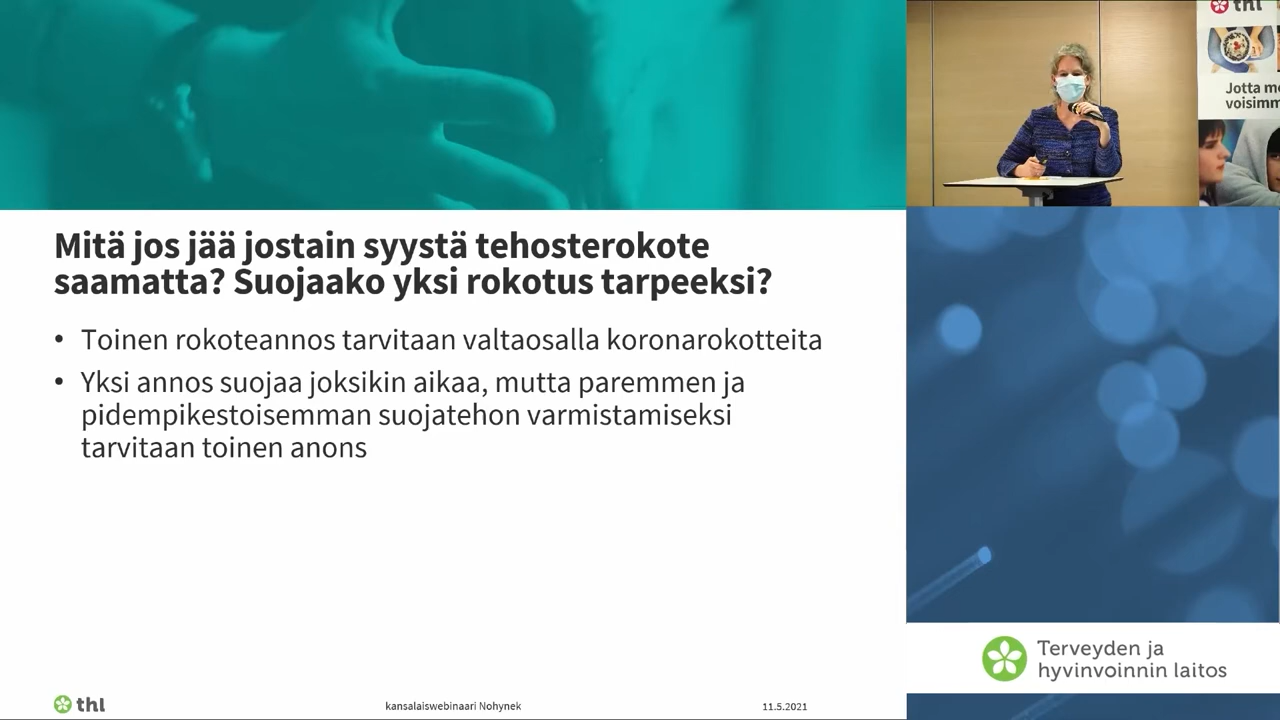 Mitä jos jää jostain syystä tehosterokote
saamatta? Suojaako yksi rokotus tarpeeksi?
• Toinen rokoteannos tarvitaan valtaosalla koronarokotteita
• Yksi annos suojaa joksikin aikaa, mutta paremmen ja
pidempikestoisemman suojatehon varmistamiseksi
tarvitaan toinen anons
thl
kansalaiswebinaari Nohynek
11.5.2021
thl
Jotta
Terveyden ja
hyvinvoinnin laitos